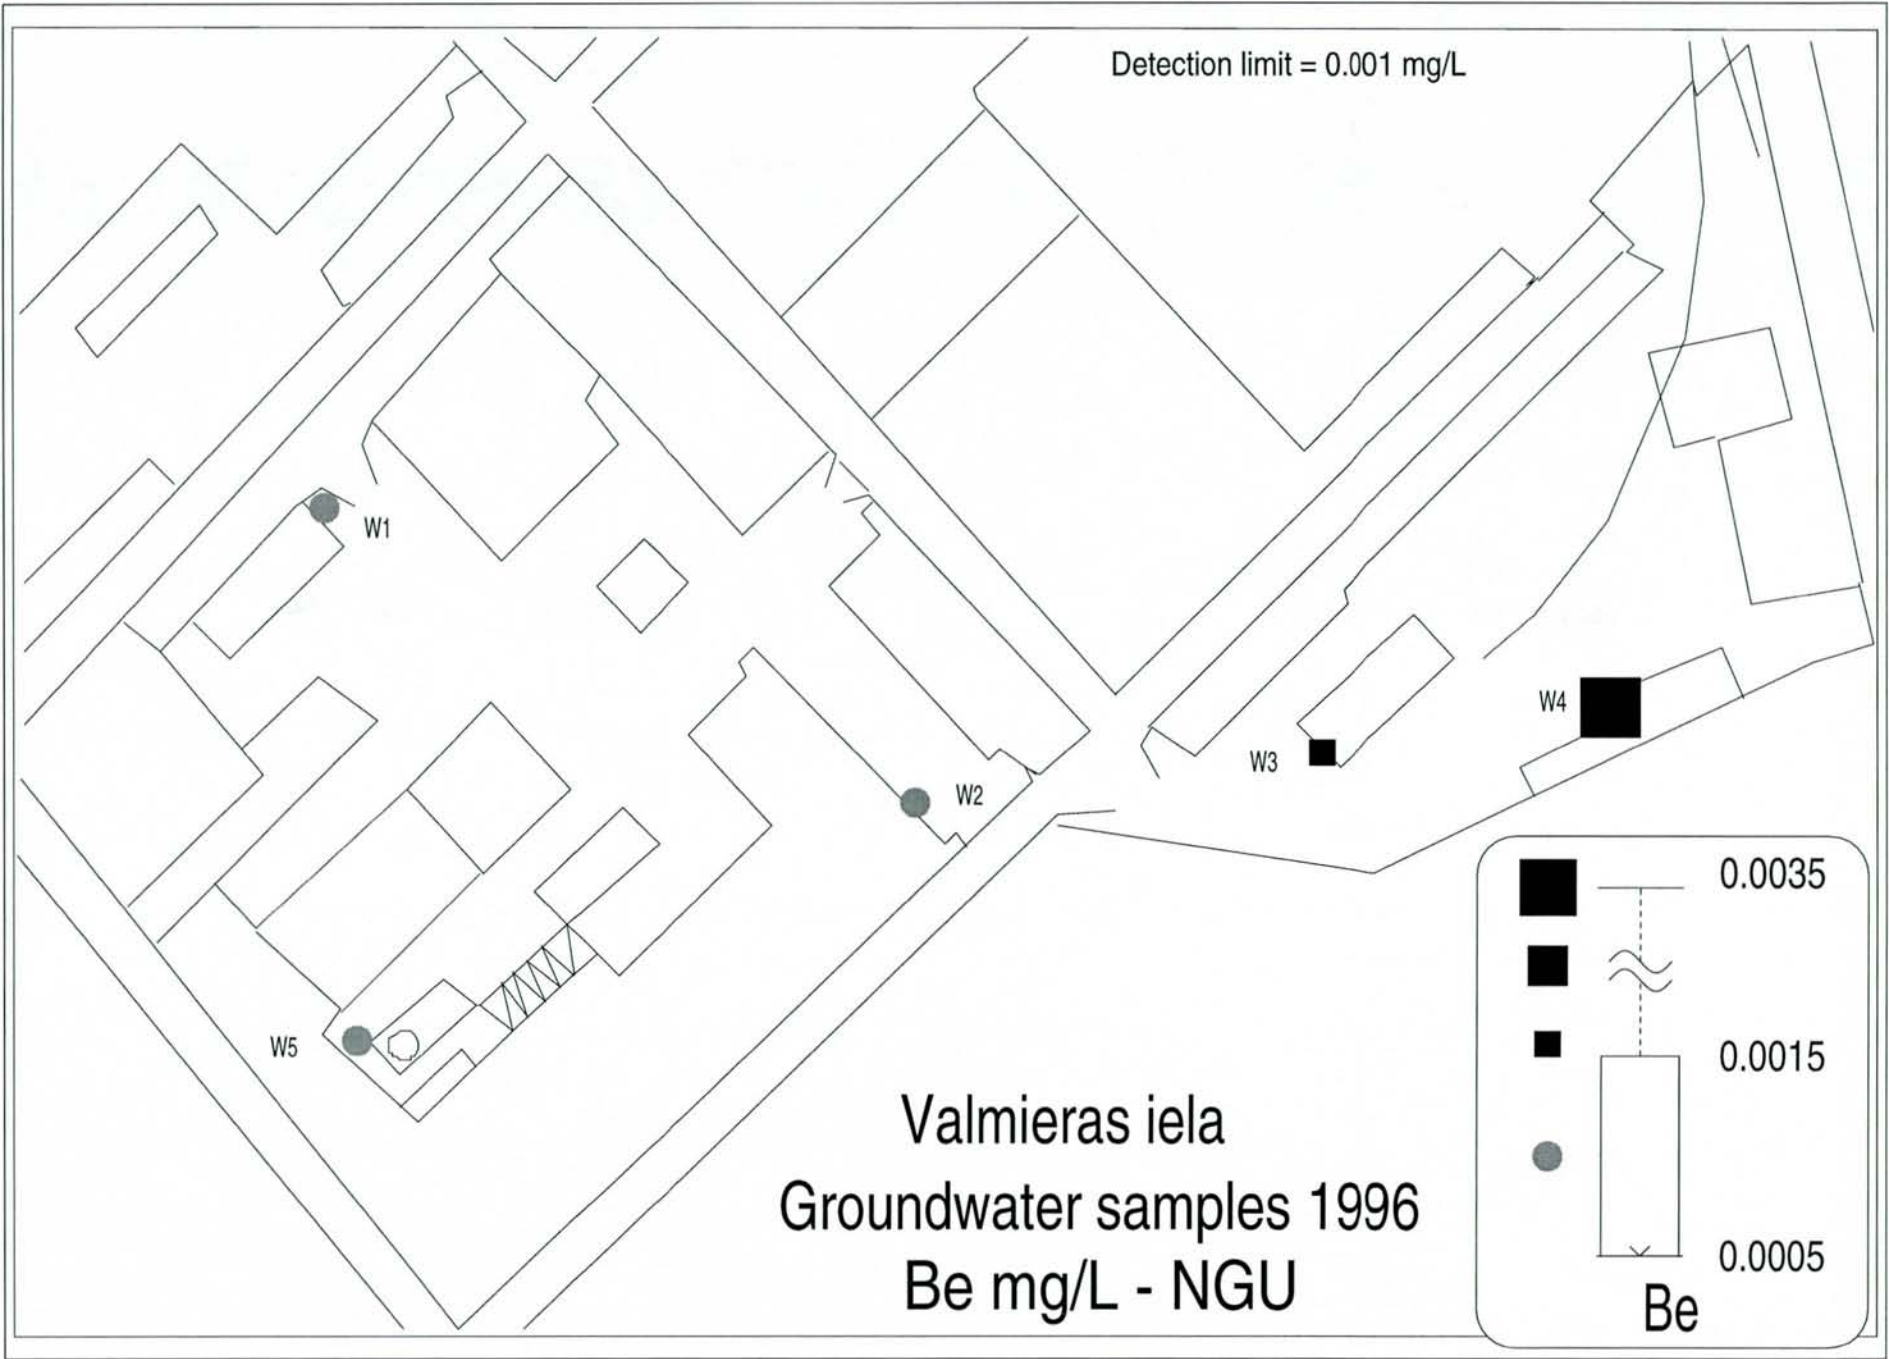 Detection limit = 0.001 mg/L
W1
W2
W3
W4
W5
Valmieras iela
Groundwater samples 1996
Be mg/L - NGU
0.0035
0.0015
0.0005
Be